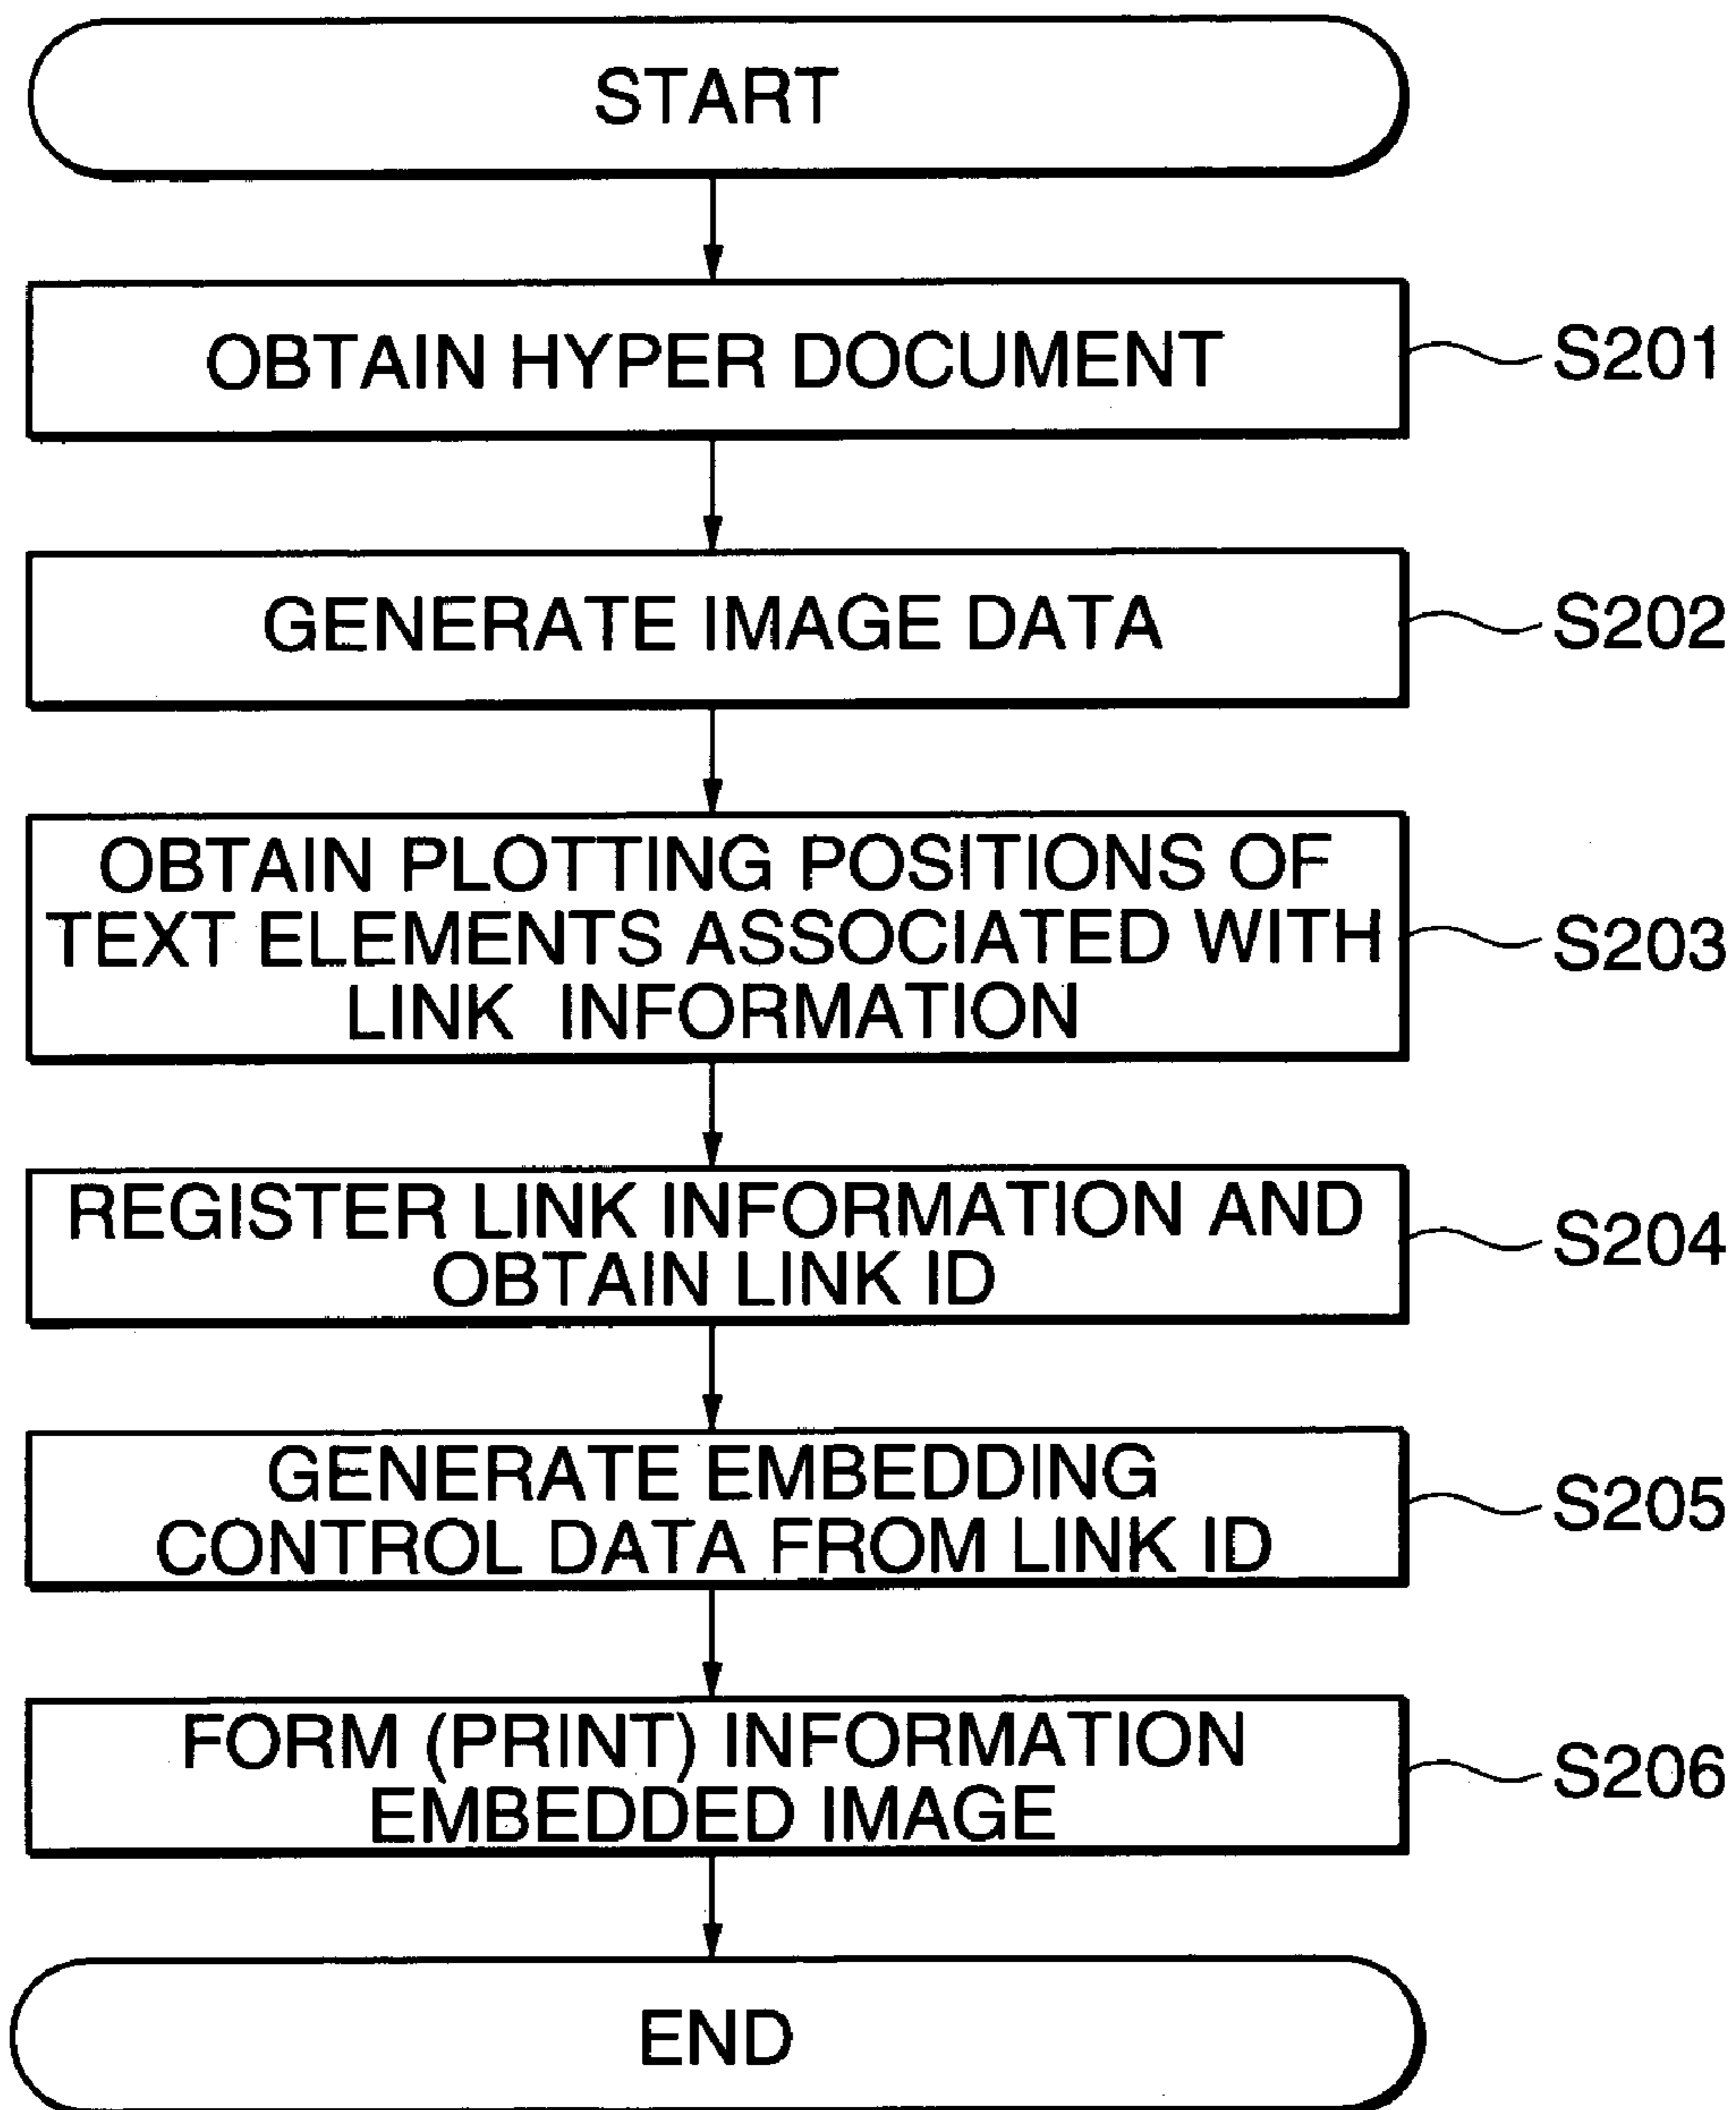 START
OBTAIN HYPER DOCUMENT
S201
GENERATE IMAGE DATA
S202
OBTAIN PLOTTING POSITIONS OF
TEXT ELEMENTS ASSOCIATED WITH
LINK INFORMATION
S203
REGISTER LINK INFORMATION AND
OBTAIN LINK ID
S204
GENERATE EMBEDDING
CONTROL DATA FROM LINK ID
S205
FORM (PRINT) INFORMATION
EMBEDDED IMAGE
S206
END